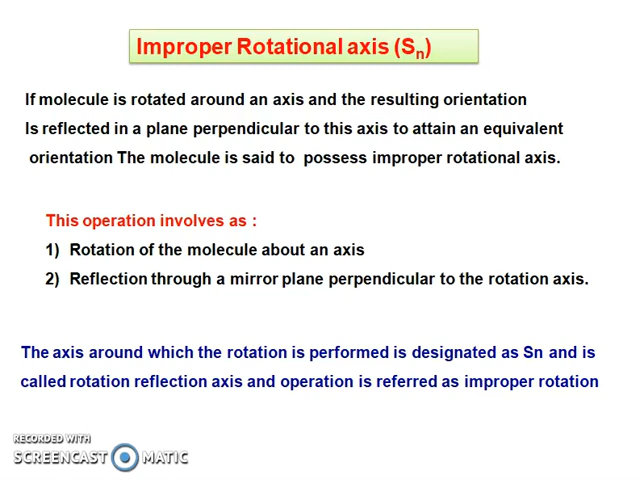 Improper Rotational axis (Sn)
If molecule is rotated around an axis and the resulting orientation
Is reflected in a plane perpendicular to this axis to attain an equivalent
orientation The molecule is said to possess improper rotational axis.
This operation involves as :
1) Rotation of the molecule about an axis
2) Reflection through a mirror plane perpendicular to the rotation axis.
The axis around which the rotation is performed is designated as Sn and is
called rotation reflection axis and operation is referred as improper rotation
RECORDED WITH
SCREENCAST MATIC